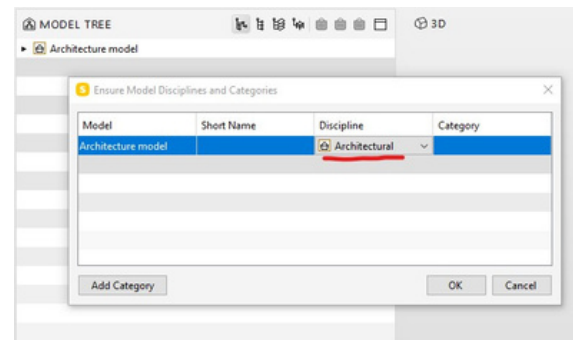 MODEL TREE
3D
Architecture model
Ensure Model Disciplines and Categories
Model Short Name Discipline Category
Architecture model Architectural
Add Category OK Cancel